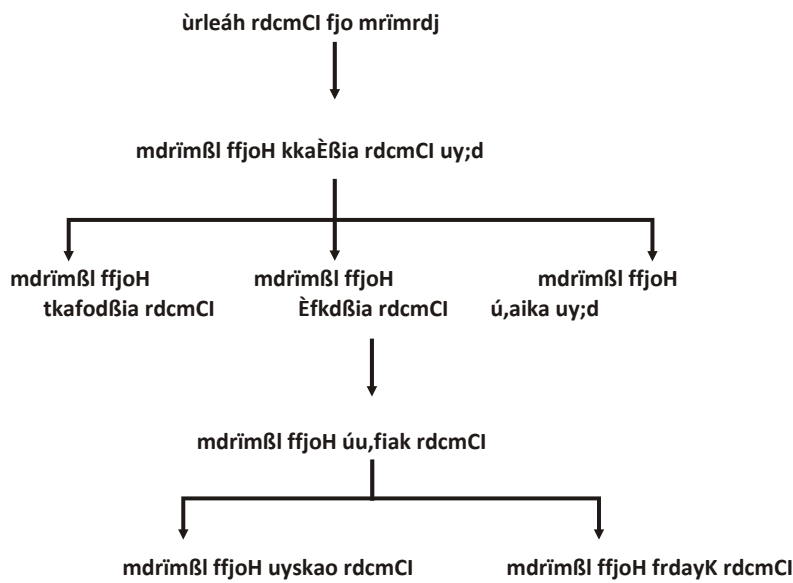 ùrleáh rdcmCI fjo mrïmrdj
mdrïmßl ffjoH kkaÈßia rdcmCI uy;d
mdrïmßl ffjoH
tkafodßia rdcmCI
mdrïmßl ffjoH
Èfkdßia rdcmCI
mdrïmßl ffjoH
ú,aika uy;d
mdrïmßl ffjoH úu,fiak rdcmCI
mdrïmßl ffjoH uyskao rdcmCI
mdrïmßl ffjoH frdayK rdcmCI